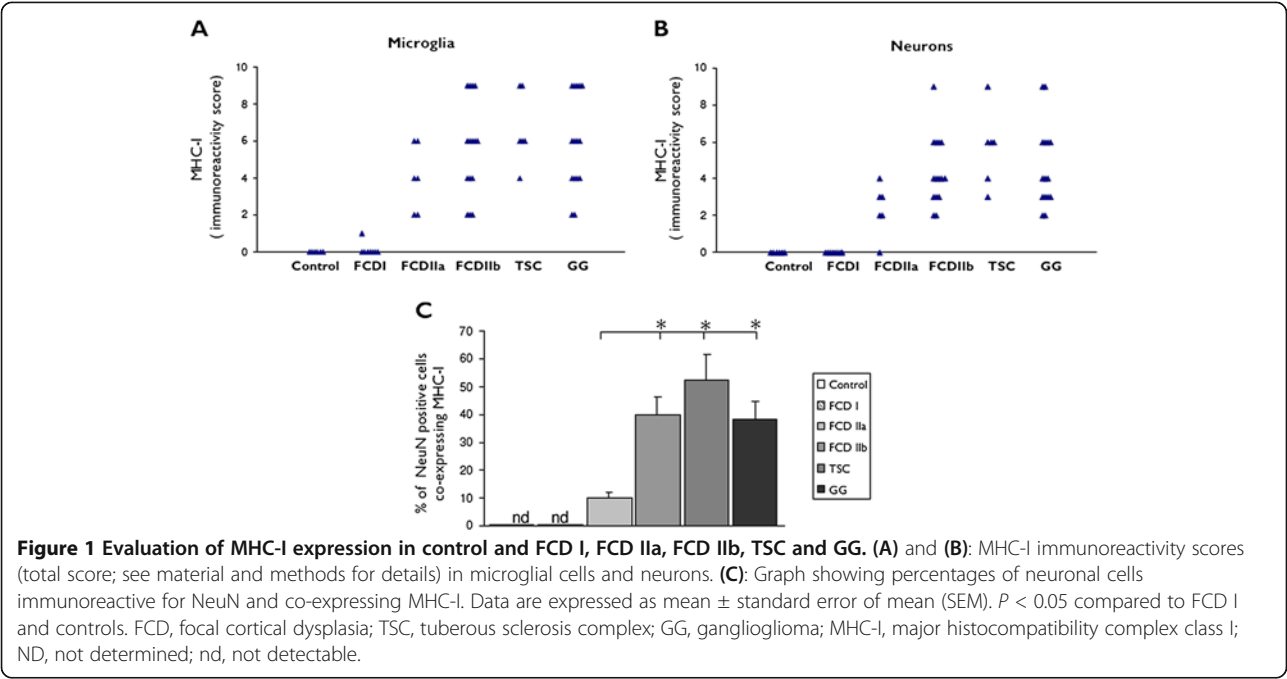 A
Microglia
MHC-I
( immunoreactivity score)
10
8
6
4
2
0
Control FCDI FCDIIa FCDIIb TSC GG
B
Neurons
MHC-I
( immunoreactivity score)
10
8
6
4
2
0
Control FCDI FCDIIa FCDIIb TSC GG
C
% of NeuN positive cells
co-expressing MHC-I
70
60
50
40
30
20
10
0
* * *
nd nd
Control
FCD I
FCD IIa
FCD IIb
TSC
GG
Figure 1 Evaluation of MHC-I expression in control and FCD I, FCD IIa, FCD IIb, TSC and GG. (A) and (B): MHC-I immunoreactivity scores
(total score; see material and methods for details) in microglial cells and neurons. (C): Graph showing percentages of neuronal cells
immunoreactive for NeuN and co-expressing MHC-I. Data are expressed as mean ± standard error of mean (SEM). P < 0.05 compared to FCD I
and controls. FCD, focal cortical dysplasia; TSC, tuberous sclerosis complex; GG, ganglioglioma; MHC-I, major histocompatibility complex class I;
ND, not determined; nd, not detectable.